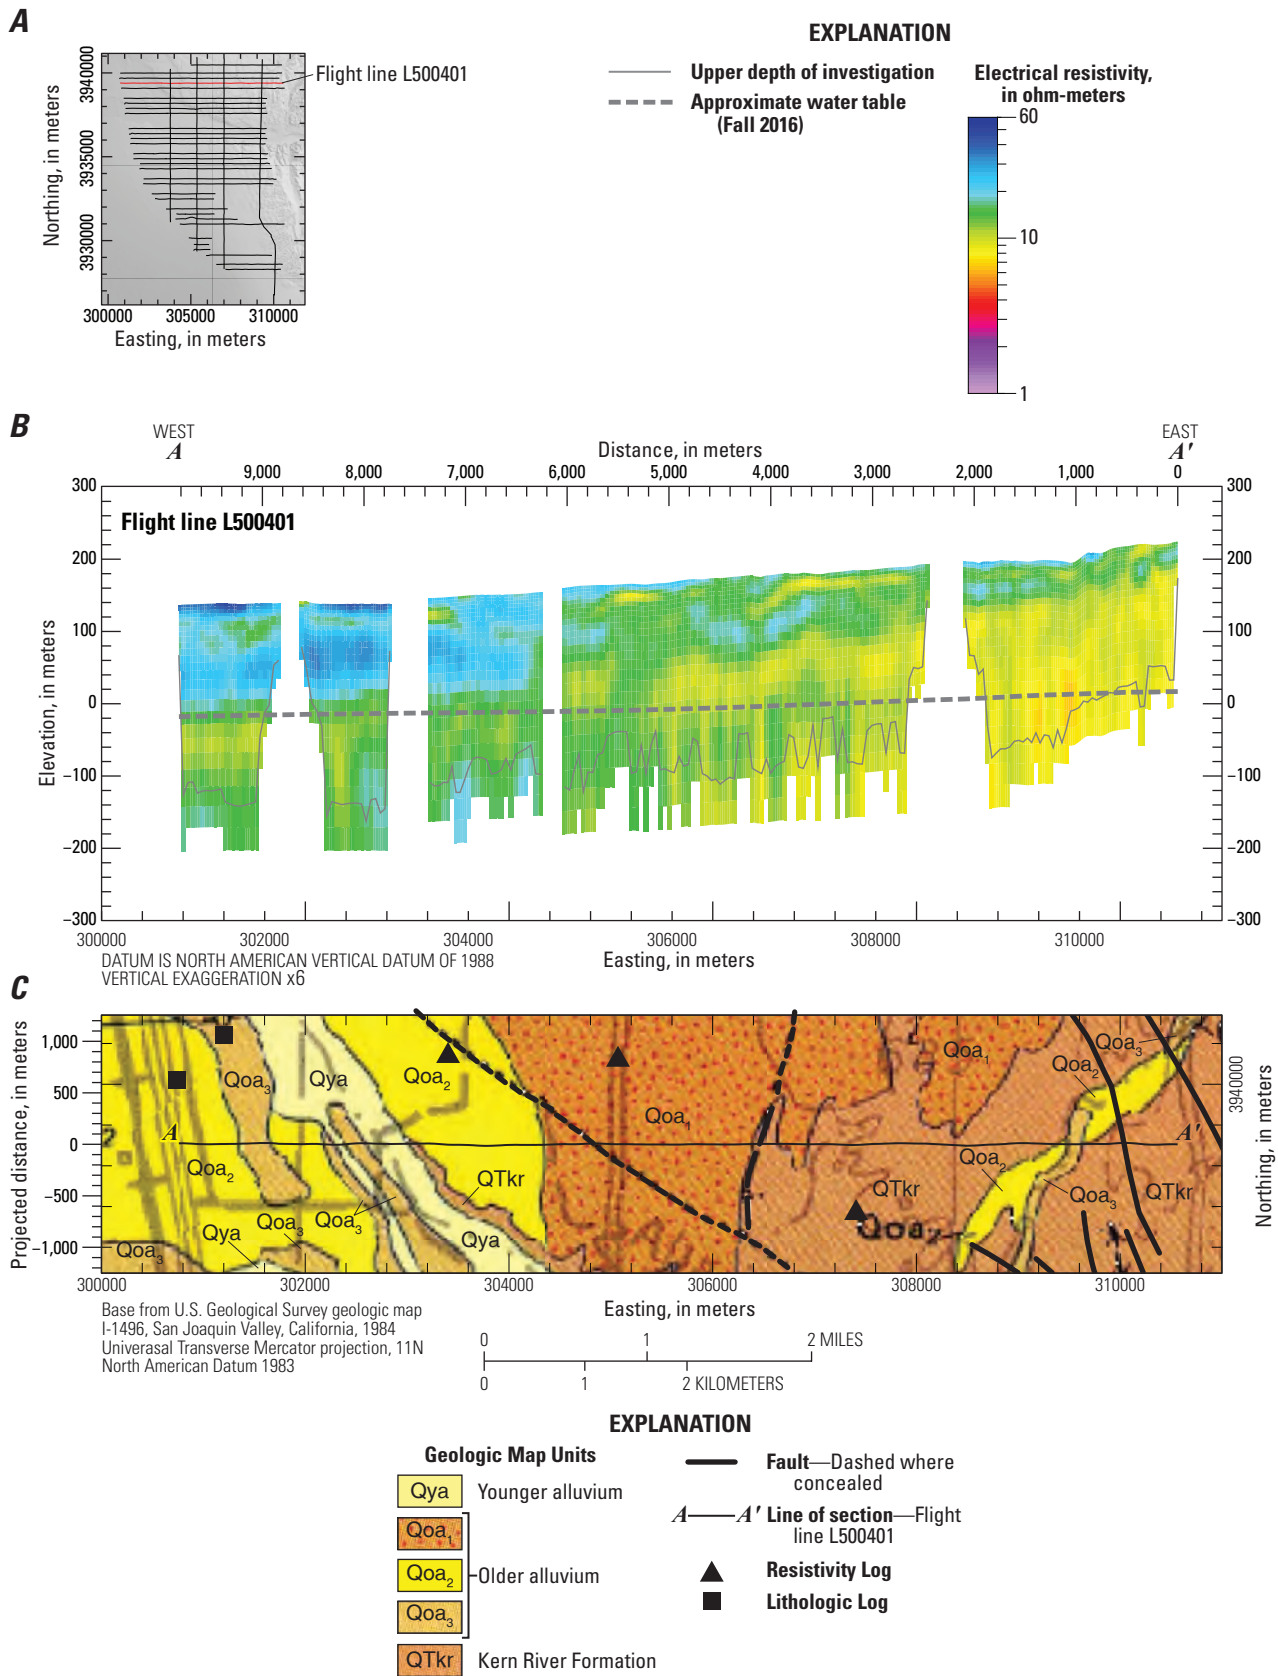 A
3940000
3935000
3930000
Northing, in meters
300000 305000 310000
Easting, in meters
Flight line L500401
EXPLANATION
Upper depth of investigation
Approximate water table
(Fall 2016)
Electrical resistivity,
in ohm-meters
60
10
1
B
WEST
A
EAST
A′
Distance, in meters
9,000 8,000 7,000 6,000 5,000 4,000 3,000 2,000 1,000 0
Flight line L500401
300
200
100
0
−100
−200
−300
Elevation, in meters
300
200
100
0
−100
−200
−300
300000 302000 304000 306000 308000 310000
Easting, in meters
DATUM IS NORTH AMERICAN VERTICAL DATUM OF 1988
VERTICAL EXAGGERATION x6
C
1,000
500
0
−500
−1,000
Projected distance, in meters
3940000
Northing, in meters
A
A′
Qoa3
Qya
Qoa2
Qoa1
Qoa1
Qoa2
Qoa3
2
Qoa2
QTkr
QTkr
Qoa2
Qoa3
QTkr
Qoa3
Qya
Qoa3
Qoa3
Qya
Qoa2
300000 302000 304000 306000 308000 310000
Easting, in meters
Base from U.S. Geological Survey geologic map
I-1496, San Joaquin Valley, California, 1984
Univerasal Transverse Mercator projection, 11N
North American Datum 1983
0 1 2 MILES
0 1 2 KILOMETERS
EXPLANATION
Geologic Map Units
Qya Younger alluvium
Qoa1
Qoa2 Older alluvium
Qoa3
QTkr Kern River Formation
Fault—Dashed where
concealed
A A′ Line of section—Flight
line L500401
Resistivity Log
Lithologic Log